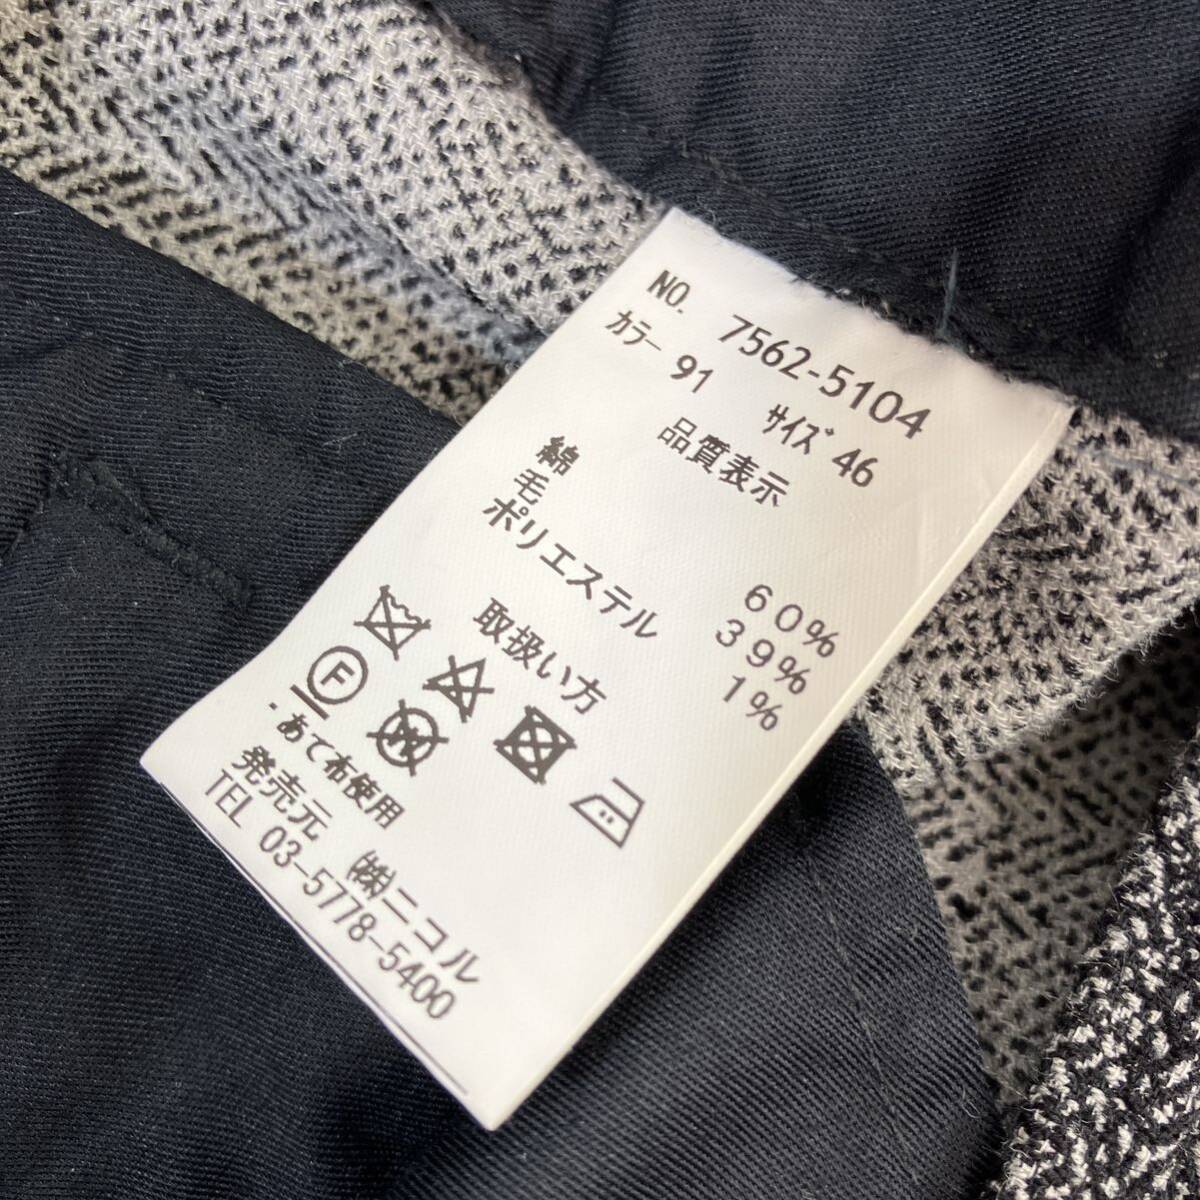 NO. 7562-5104
カラー 91 サイズ 46
品質表示
綿 60%
毛 39%
ポリエステル 1%
取扱い方
F
W
・あて布使用
発売元 ㈱ニコル
TEL 03-5778-5400